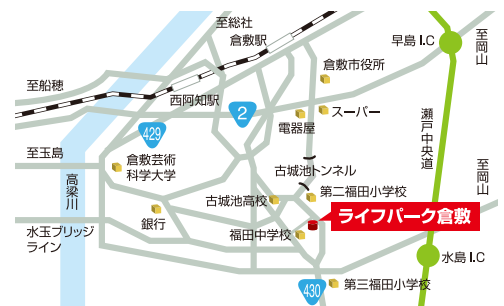 至総社
倉敷駅
至岡山
早島I.C
倉敷市役所
至船穂
西阿知駅
2
スーパー
429
電器屋
瀬戸中央道
至玉島
倉敷芸術
科学大学
古城池トンネル
至岡山
高梁川
古城池高校
第二福田小学校
銀行
ライフパーク倉敷
水玉ブリッジ
ライン
福田中学校
水島I.C
430
第三福田小学校